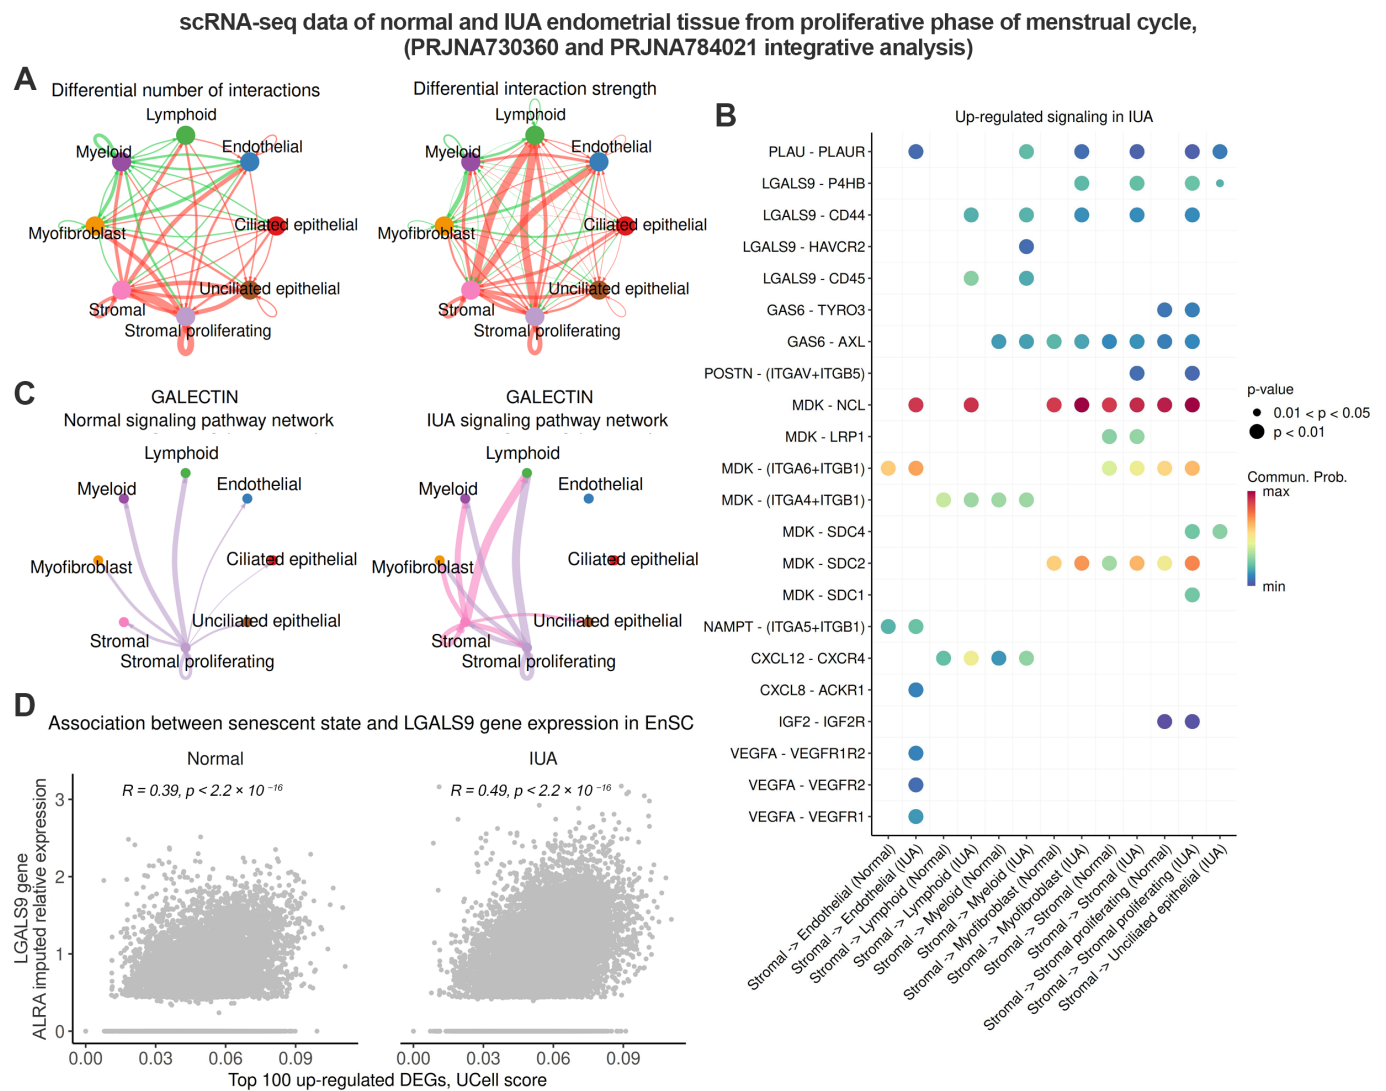 scRNA-seq data of normal and IUA endometrial tissue from proliferative phase of menstrual cycle,
(PRJNA730360 and PRJNA784021 integrative analysis)
A
Differential number of interactions
Lymphoid
Myeloid
Endothelial
Myofibroblast
Ciliated epithelial
Unciliated epithelial
Stromal
Stromal proliferating
Differential interaction strength
Lymphoid
Myeloid
Endothelial
Myofibroblast
Ciliated epithelial
Unciliated epithelial
Stromal
Stromal proliferating
B
Up-regulated signaling in IUA
PLAU - PLAUR
LGALS9 - P4HB
LGALS9 - CD44
LGALS9 - HAVCR2
LGALS9 - CD45
GAS6 - TYRO3
GAS6 - AXL
POSTN - (ITGAV+ITGB5)
MDK - NCL
MDK - LRP1
MDK - (ITGA6+ITGB1)
MDK - (ITGA4+ITGB1)
MDK - SDC4
MDK - SDC2
MDK - SDC1
NAMPT - (ITGA5+ITGB1)
CXCL12 - CXCR4
CXCL8 - ACKR1
IGF2 - IGF2R
VEGFA - VEGFR1R2
VEGFA - VEGFR2
VEGFA - VEGFR1
Stromal -> Endothelial (Normal)
Stromal -> Endothelial (IUA)
Stromal -> Lymphoid (Normal)
Stromal -> Lymphoid (IUA)
Stromal -> Myeloid (Normal)
Stromal -> Myeloid (IUA)
Stromal -> Myofibroblast (Normal)
Stromal -> Myofibroblast (IUA)
Stromal -> Stromal (Normal)
Stromal -> Stromal (IUA)
Stromal -> Stromal proliferating (Normal)
Stromal -> Stromal proliferating (IUA)
Stromal -> Unciliated epithelial (IUA)
p-value
0.01 < p < 0.05
p < 0.01
Commun. Prob.
max
min
C
GALECTIN
Normal signaling pathway network
Lymphoid
Myeloid
Endothelial
Myofibroblast
Ciliated epithelial
Unciliated epithelial
Stromal
Stromal proliferating
GALECTIN
IUA signaling pathway network
Lymphoid
Myeloid
Endothelial
Myofibroblast
Ciliated epithelial
Unciliated epithelial
Stromal
Stromal proliferating
D
Association between senescent state and LGALS9 gene expression in EnSC
Normal
IUA
R = 0.39, p < 2.2 × 10⁻¹⁶
R = 0.49, p < 2.2 × 10⁻¹⁶
LGALS9 gene
ALRA imputed relative expression
3
2
1
0
0.00 0.03 0.06 0.09
0.00 0.03 0.06 0.09
Top 100 up-regulated DEGs, UCell score